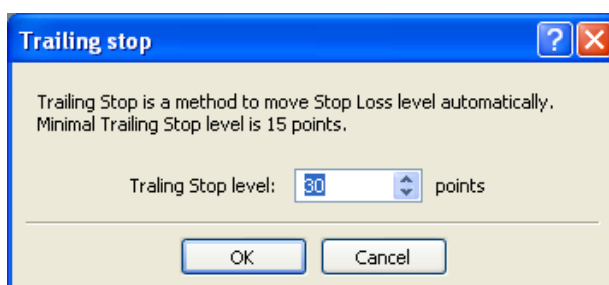 Trailing stop
Trailing Stop is a method to move Stop Loss level automatically.
Minimal Trailing Stop level is 15 points.
Traling Stop level: 30 points
OK Cancel